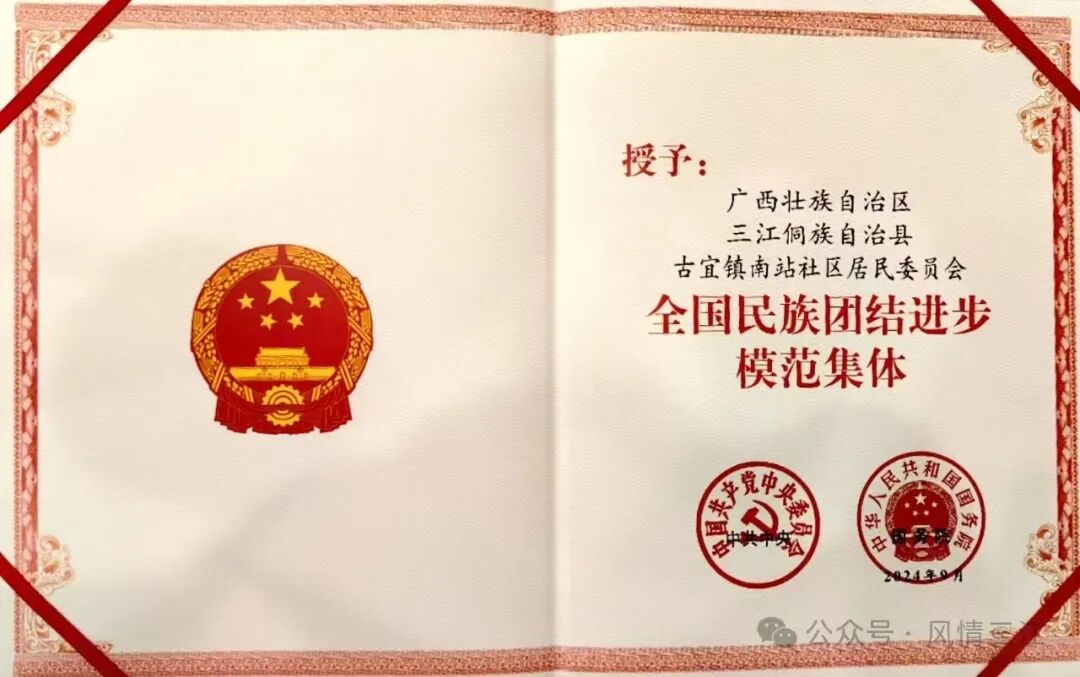 授予：
广西壮族自治区
三江侗族自治县
古宜镇南站社区居民委员会
全国民族团结进步
模范集体
中国共产党中央委员会
中共中央
中华人民共和国国务院
国务院
2024年9月
公众号·风情三江